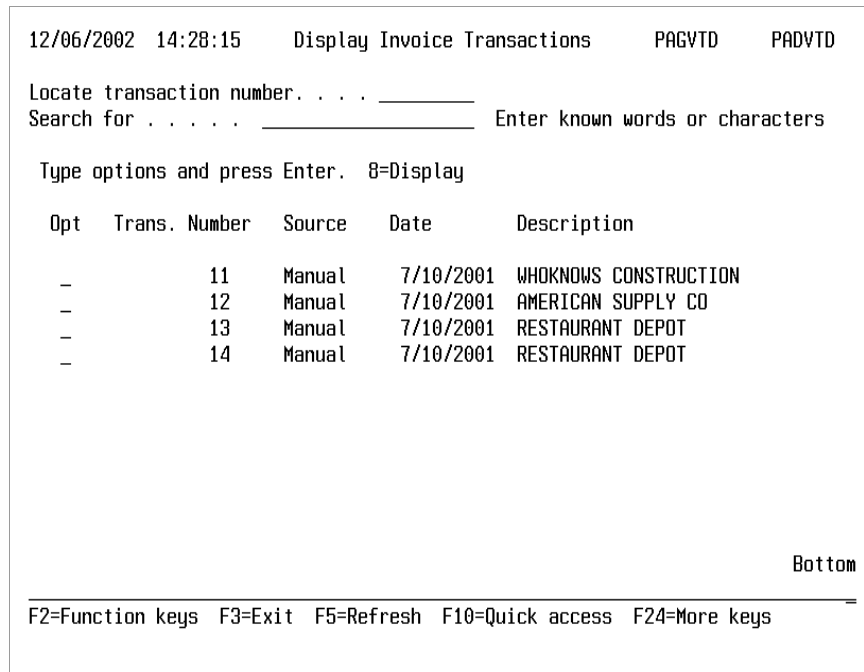 12/06/2002 14:28:15 Display Invoice Transactions PAGVTD PADVTD
Locate transaction number. . . . _________
Search for . . . . . ____________________ Enter known words or characters
Type options and press Enter. 8=Display
Opt Trans. Number Source Date Description
_ 11 Manual 7/10/2001 WHOKNOWS CONSTRUCTION
_ 12 Manual 7/10/2001 AMERICAN SUPPLY CO
_ 13 Manual 7/10/2001 RESTAURANT DEPOT
_ 14 Manual 7/10/2001 RESTAURANT DEPOT
Bottom
F2=Function keys F3=Exit F5=Refresh F10=Quick access F24=More keys